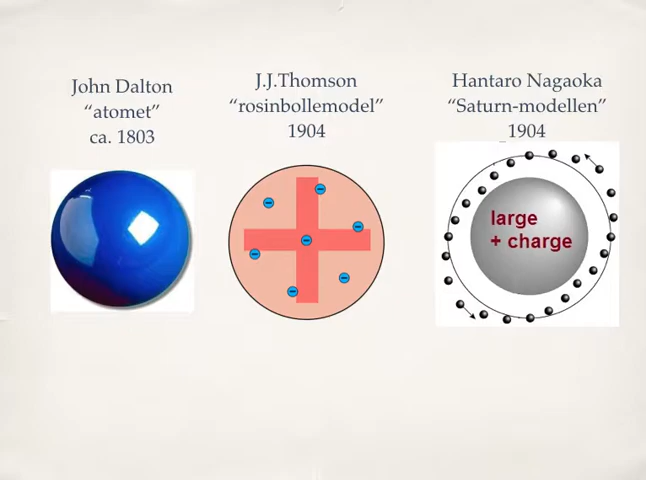 John Dalton
“atomet”
ca. 1803
J.J.Thomson
“rosinbollemodel”
1904
Hantaro Nagaoka
“Saturn-modellen”
1904
large
+ charge